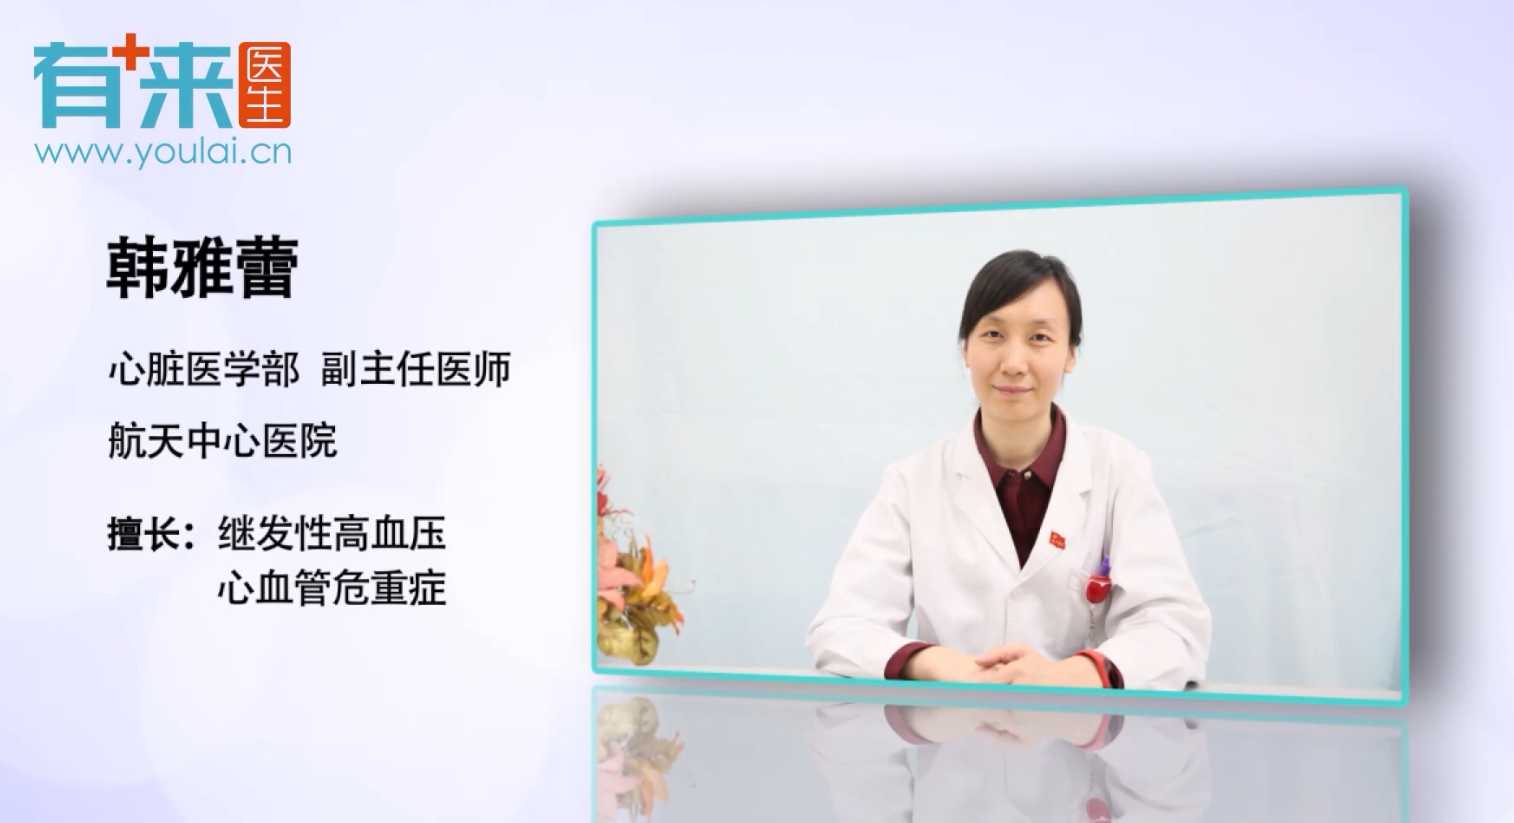 有来医生
www.youlai.cn
韩雅蕾
心脏医学部 副主任医师
航天中心医院
擅长：继发性高血压
心血管危重症